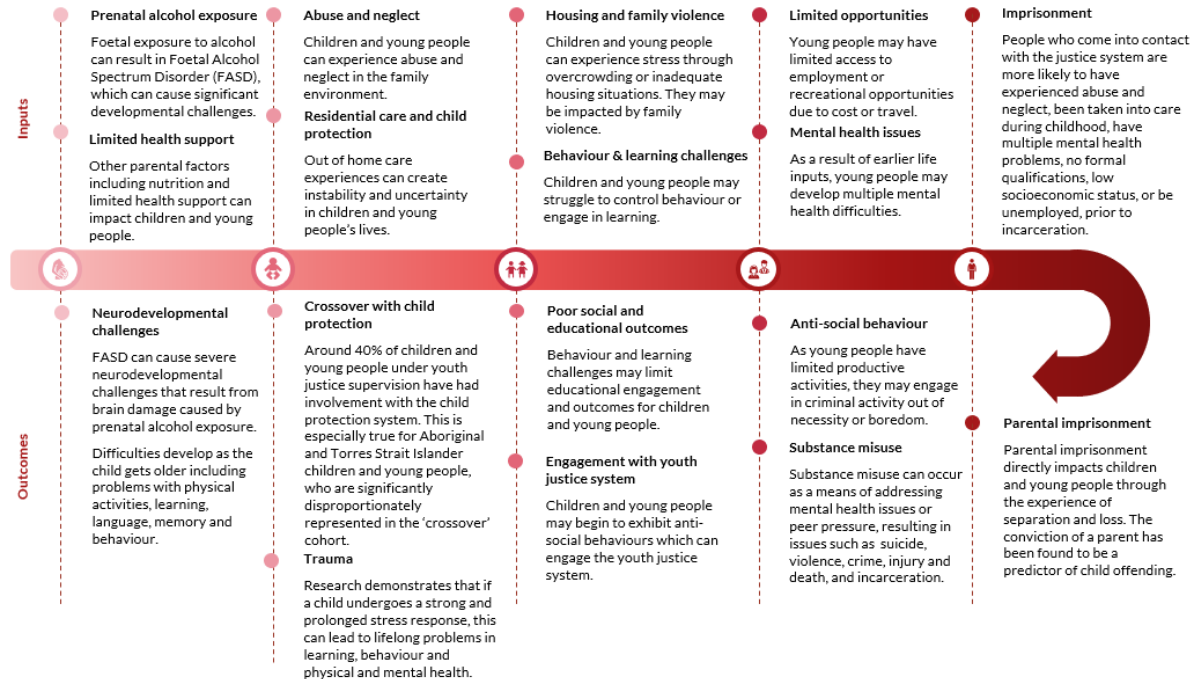 Prenatal alcohol exposure
Foetal exposure to alcohol
can result in Foetal Alcohol
Spectrum Disorder (FASD),
which can cause significant
developmental challenges.
Limited health support
Other parental factors
including nutrition and
limited health support can
impact children and young
people.
Abuse and neglect
Children and young people
can experience abuse and
neglect in the family
environment.
Residential care and child
protection
Out of home care
experiences can create
instability and uncertainty
in children and young
people's lives.
Housing and family violence
Children and young people
can experience stress through
overcrowding or inadequate
housing situations. They may
be impacted by family
violence.
Behaviour & learning challenges
Children and young people may
struggle to control behaviour or
engage in learning.
Limited opportunities
Young people may have
limited access to
employment or
recreational opportunities
due to cost or travel.
Mental health issues
As a result of earlier life
inputs, young people may
develop multiple mental
health difficulties.
Imprisonment
People who come into contact
with the justice system are
more likely to have
experienced abuse and
neglect, been taken into care
during childhood, have
multiple mental health
problems, no formal
qualifications, low
socioeconomic status, or be
unemployed, prior to
incarceration.
Inputs
Outcomes
Neurodevelopmental
challenges
FASD can cause severe
neurodevelopmental
challenges that result from
brain damage caused by
prenatal alcohol exposure.
Difficulties develop as the
child gets older including
problems with physical
activities, learning,
language, memory and
behaviour.
Crossover with child
protection
Around 40% of children and
young people under youth
justice supervision have had
involvement with the child
protection system. This is
especially true for Aboriginal
and Torres Strait Islander
children and young people,
who are significantly
disproportionately
represented in the ‘crossover’
cohort.
Trauma
Research demonstrates that if
a child undergoes a strong and
prolonged stress response, this
can lead to lifelong problems in
learning, behaviour and
physical and mental health.
Poor social and
educational outcomes
Behaviour and learning
challenges may limit
educational engagement
and outcomes for children
and young people.
Engagement with youth
justice system
Children and young people
may begin to exhibit anti-
social behaviours which can
engage the youth justice
system.
Anti-social behaviour
As young people have
limited productive
activities, they may engage
in criminal activity out of
necessity or boredom.
Substance misuse
Substance misuse can occur
as a means of addressing
mental health issues or
peer pressure, resulting in
issues such as suicide,
violence, crime, injury and
death, and incarceration.
Parental imprisonment
Parental imprisonment
directly impacts children
and young people through
the experience of
separation and loss. The
conviction of a parent has
been found to be a
predictor of child offending.